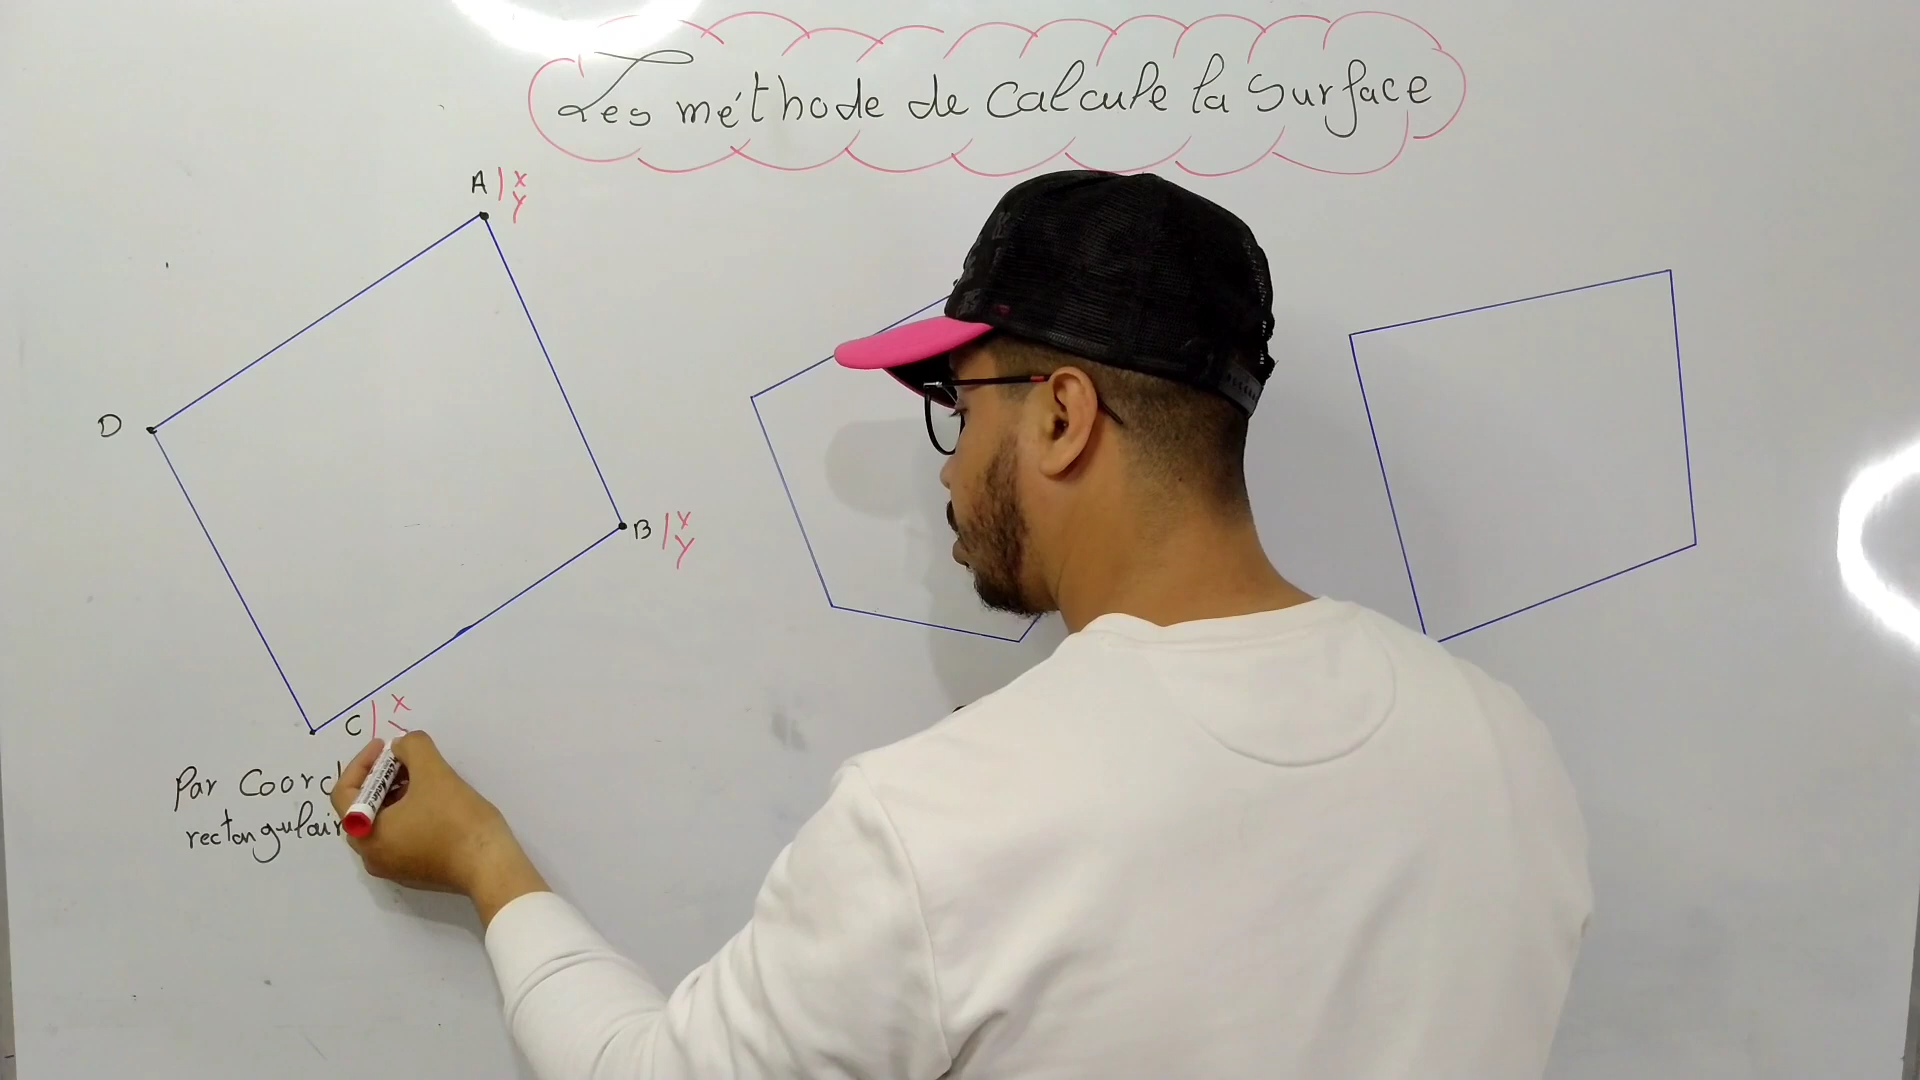 Les méthode de calcule la surface
A | x
y
D
B | x
y
C | x
Par Coord
rectangulair